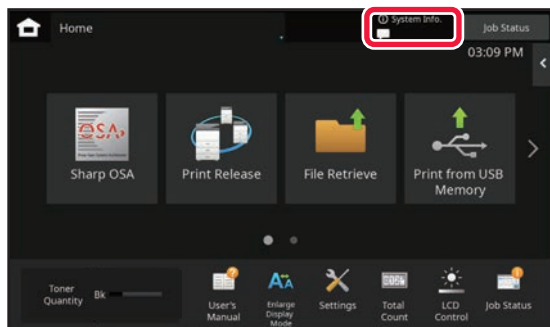 Home
System Info.
Job Status
03:09 PM
OSA
Sharp OSA
Print Release
File Retrieve
Print from USB
Memory
Toner
Quantity
Bk
User's
Manual
Enlarge
Display
Mode
Settings
Total
Count
LCD
Control
Job Status